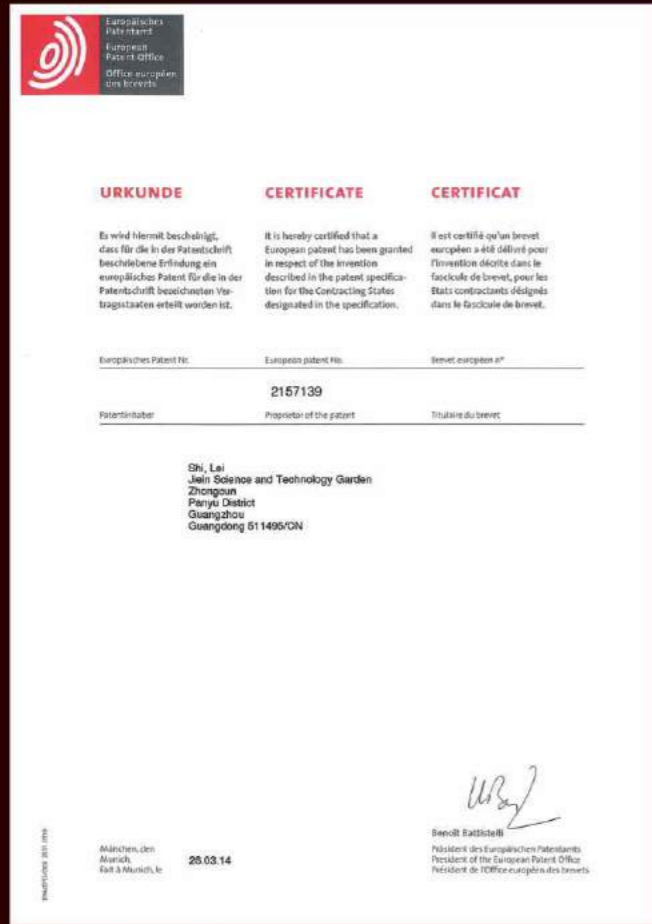 Europäisches
Patentamt
European
Patent Office
Office européen
des brevets
URKUNDE
Es wird hiermit bescheinigt,
dass für die in der Patentschrift
beschriebene Erfindung ein
europäisches Patent für die in der
Patentschrift bezeichneten Ver-
tragsstaaten erteilt worden ist.
CERTIFICATE
It is hereby certified that a
European patent has been granted
in respect of the invention
described in the patent specifica-
tion for the Contracting States
designated in the specification.
CERTIFICAT
Il est certifié qu'un brevet
européen a été délivré pour
l'invention décrite dans le
fascicule de brevet, pour les
Etats contractants désignés
dans le fascicule de brevet.
Europäisches Patent Nr.
European patent No.
Brevet européen n°
2157139
Patentinhaber
Proprietor of the patent
Titulaire du brevet
Shi, Lei
Jiein Science and Technology Garden
Panyu District
Guangzhou
Guangdong 511495/CN
Benoît Battistelli
Präsident des Europäischen Patentamts
President of the European Patent Office
Président de l'Office européen des brevets
München, den
Munich,
Fait à Munich, le
26.03.14